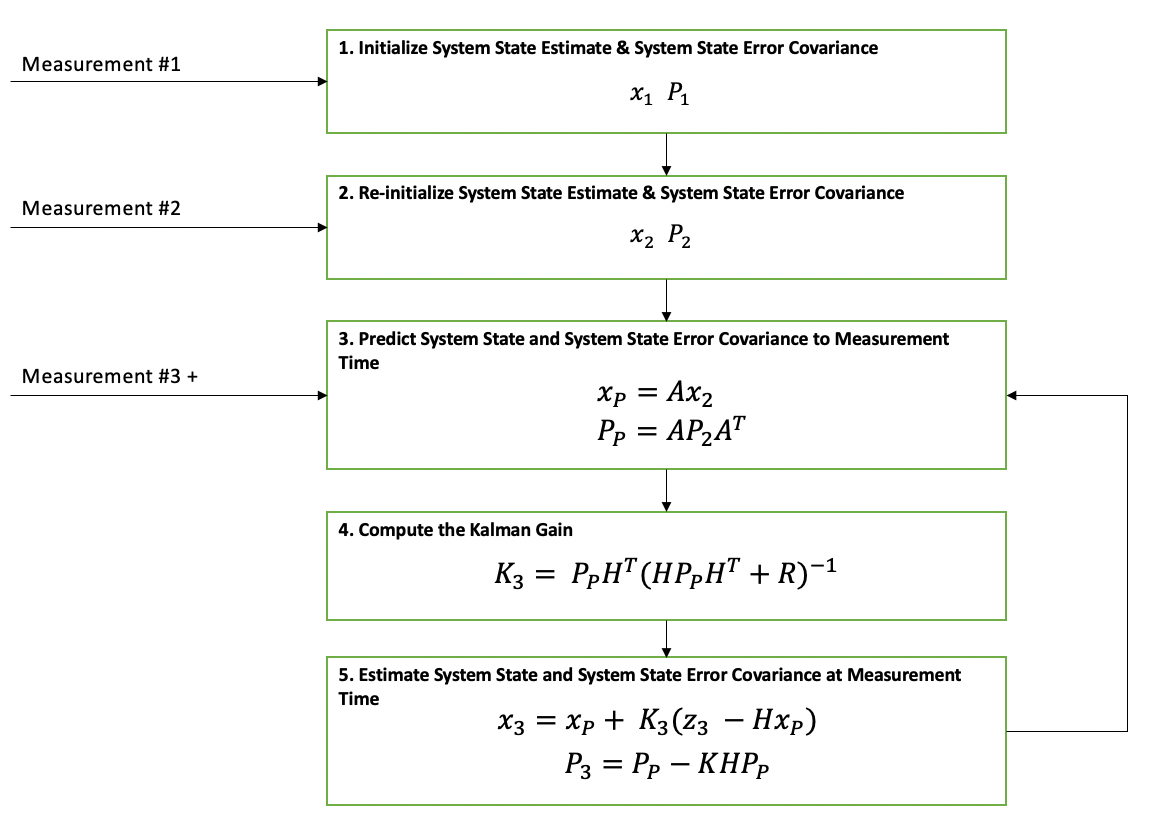 Measurement #1
1. Initialize System State Estimate & System State Error Covariance
x₁ P₁
Measurement #2
2. Re-initialize System State Estimate & System State Error Covariance
x₂ P₂
Measurement #3 +
3. Predict System State and System State Error Covariance to Measurement
Time
x_P = Ax₂
P_P = AP₂Aᵀ
4. Compute the Kalman Gain
K₃ = P_PHᵀ(HP_PHᵀ + R)⁻¹
5. Estimate System State and System State Error Covariance at Measurement
Time
x₃ = x_P + K₃(z₃ − Hx_P)
P₃ = P_P − KHP_P